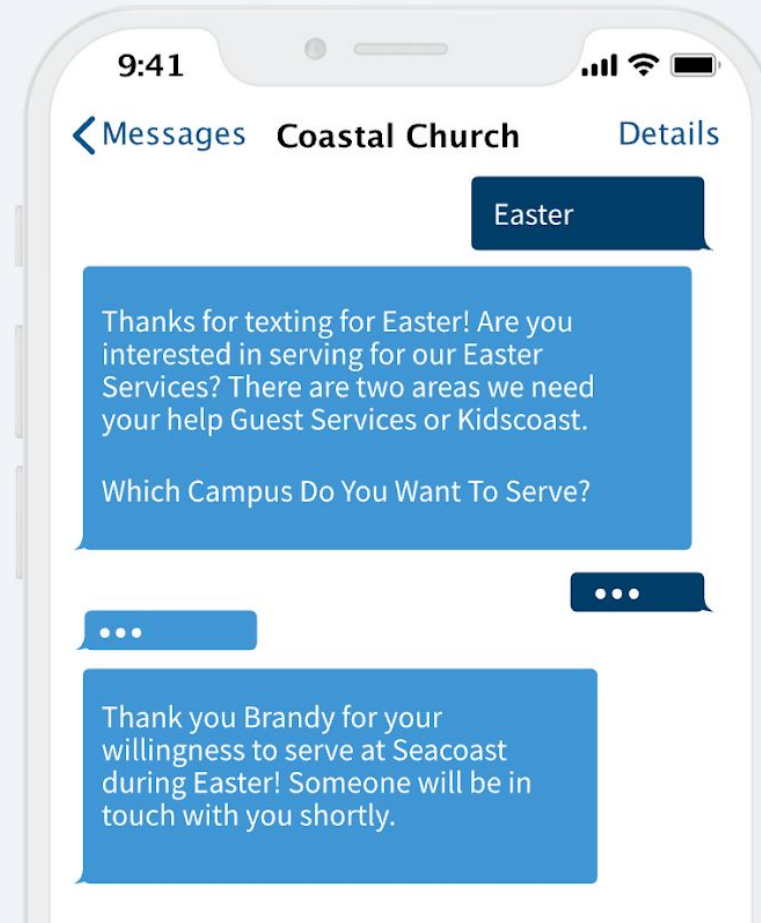 9:41
Messages Coastal Church Details
Easter
Thanks for texting for Easter! Are you
interested in serving for our Easter
Services? There are two areas we need
your help Guest Services or Kidscoast.
Which Campus Do You Want To Serve?
•••
•••
Thank you Brandy for your
willingness to serve at Seacoast
during Easter! Someone will be in
touch with you shortly.